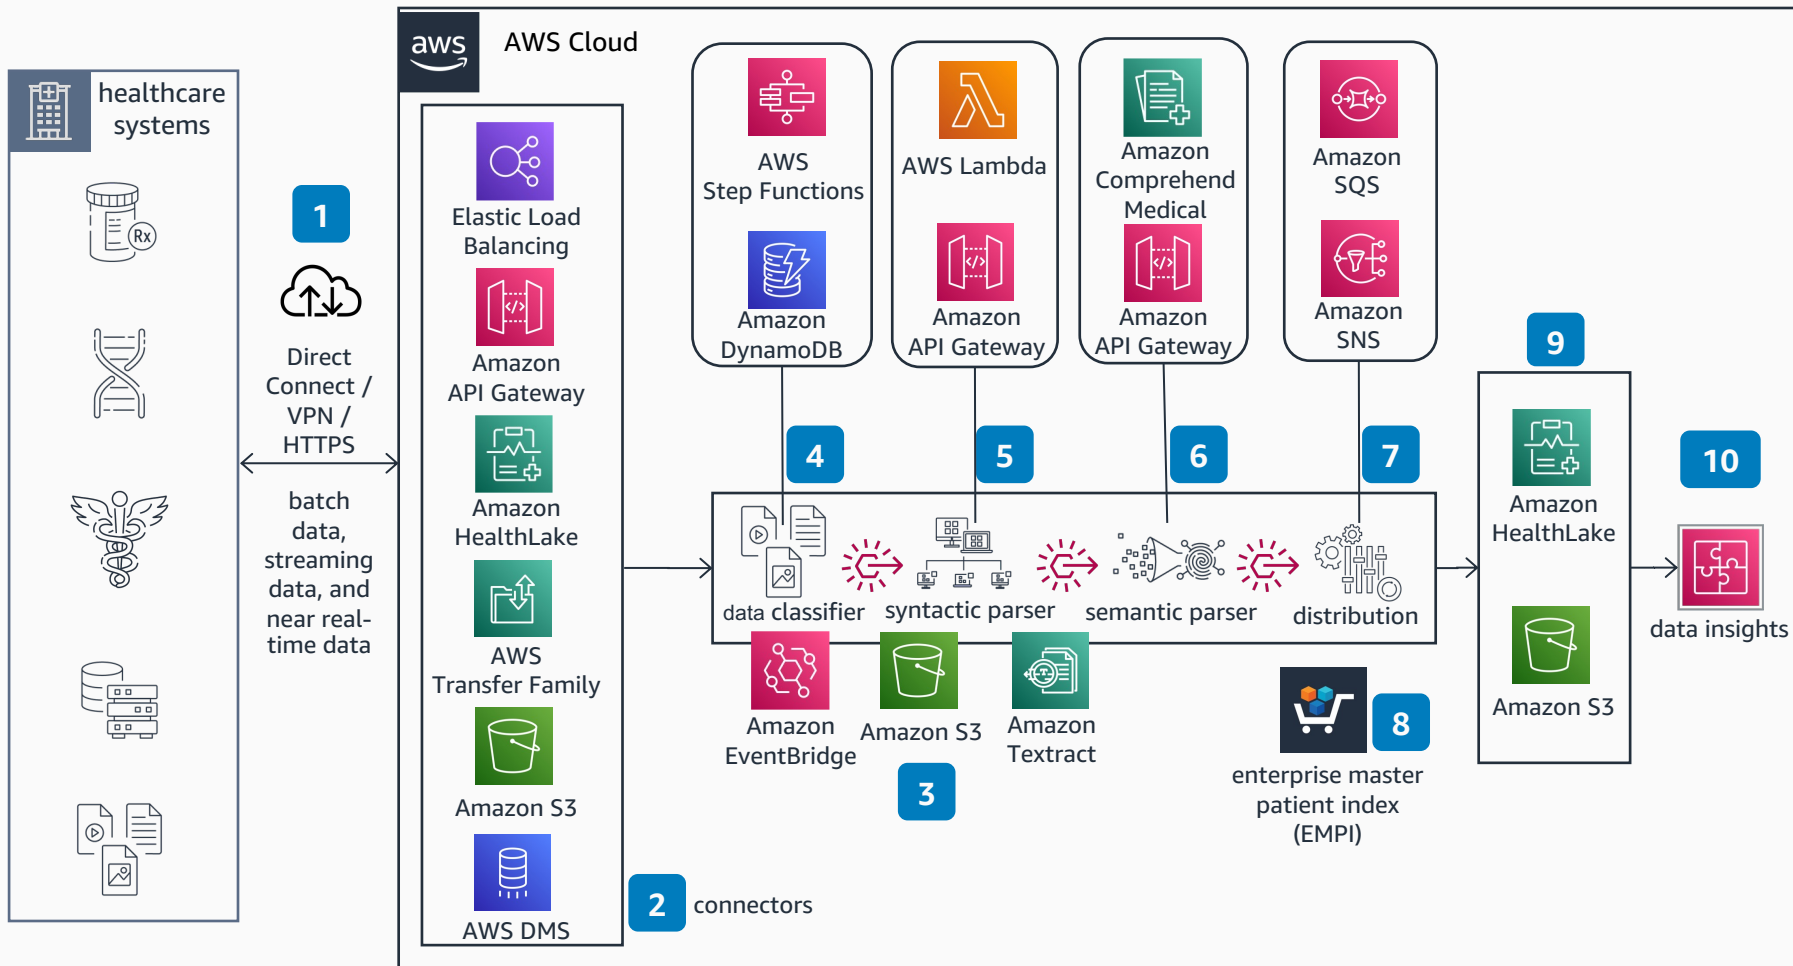 aws
AWS Cloud
healthcare
systems
Rx
1
Direct
Connect /
VPN /
HTTPS
batch
data,
streaming
data, and
near real-
time data
Elastic Load
Balancing
Amazon
API Gateway
Amazon
HealthLake
AWS
Transfer Family
Amazon S3
AWS DMS
2
connectors
AWS
Step Functions
Amazon
DynamoDB
4
AWS Lambda
</>
Amazon
API Gateway
5
Amazon
Comprehend
Medical
</>
Amazon
API Gateway
6
Amazon
SQS
Amazon
SNS
7
data classifier
syntactic parser
semantic parser
distribution
Amazon
EventBridge
Amazon S3
Amazon
Textract
3
8
enterprise master
patient index
(EMPI)
9
Amazon
HealthLake
Amazon S3
10
data insights